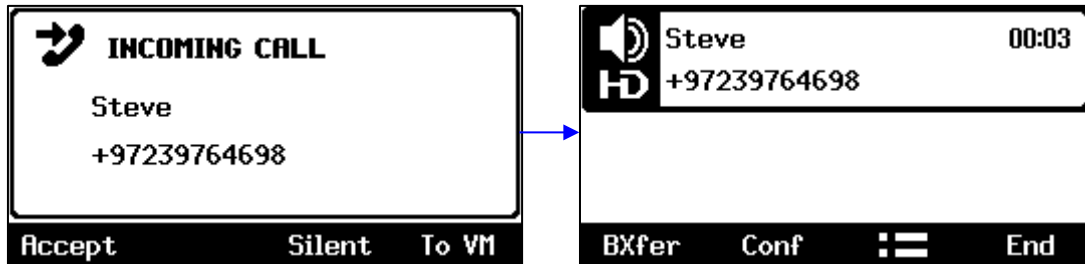 INCOMING CALL
Steve
+97239764698
Accept Silent To VM
Steve 00:03
HD +97239764698
BXfer Conf End